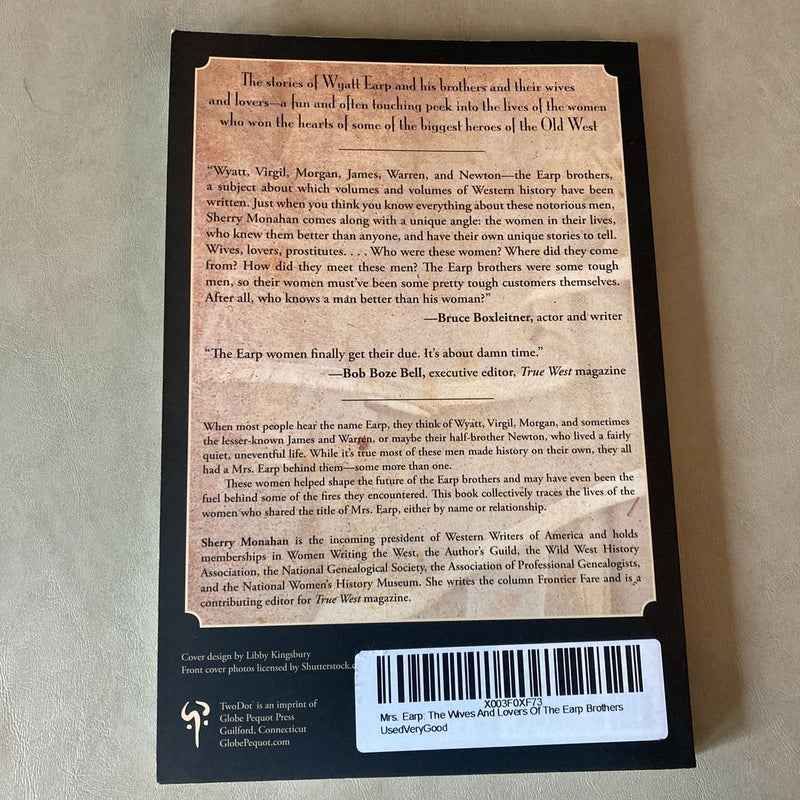 The stories of Wyatt Earp and his brothers and their wives
and lovers—a fun and often touching peek into the lives of the women
who won the hearts of some of the biggest heroes of the Old West
“Wyatt, Virgil, Morgan, James, Warren, and Newton—the Earp brothers,
a subject about which volumes and volumes of Western history have been
written. Just when you think you know everything about these notorious men,
Sherry Monahan comes along with a unique angle: the women in their lives,
who knew them better than anyone, and have their own unique stories to tell.
Wives, lovers, prostitutes. . . . Who were these women? Where did they come
from? How did they meet these men? The Earp brothers were some tough
men, so their women must’ve been some pretty tough customers themselves.
After all, who knows a man better than his woman?”
—Bruce Boxleitner, actor and writer
“The Earp women finally get their due. It’s about damn time.”
—Bob Boze Bell, executive editor, True West magazine
When most people hear the name Earp, they think of Wyatt, Virgil, Morgan, and sometimes
the lesser-known James and Warren, or maybe their half-brother Newton, who lived a fairly
quiet, uneventful life. While it’s true most of these men made history on their own, they all
had a Mrs. Earp behind them—some more than one.
These women helped shape the future of the Earp brothers and may have even been the
fuel behind some of the fires they encountered. This book collectively traces the lives of the
women who shared the title of Mrs. Earp, either by name or relationship.
Sherry Monahan is the incoming president of Western Writers of America and holds
memberships in Women Writing the West, the Author’s Guild, the Wild West History
Association, the National Genealogical Society, the Association of Professional Genealogists,
and the National Women’s History Museum. She writes the column Frontier Fare and is a
contributing editor for True West magazine.
Cover design by Libby Kingsbury
Front cover photos licensed by Shutterstock.c
TwoDot® is an imprint of
Globe Pequot Press
Guilford, Connecticut
GlobePequot.com
X003F0XF73
Mrs. Earp: The Wives And Lovers Of The Earp Brothers
UsedVeryGood